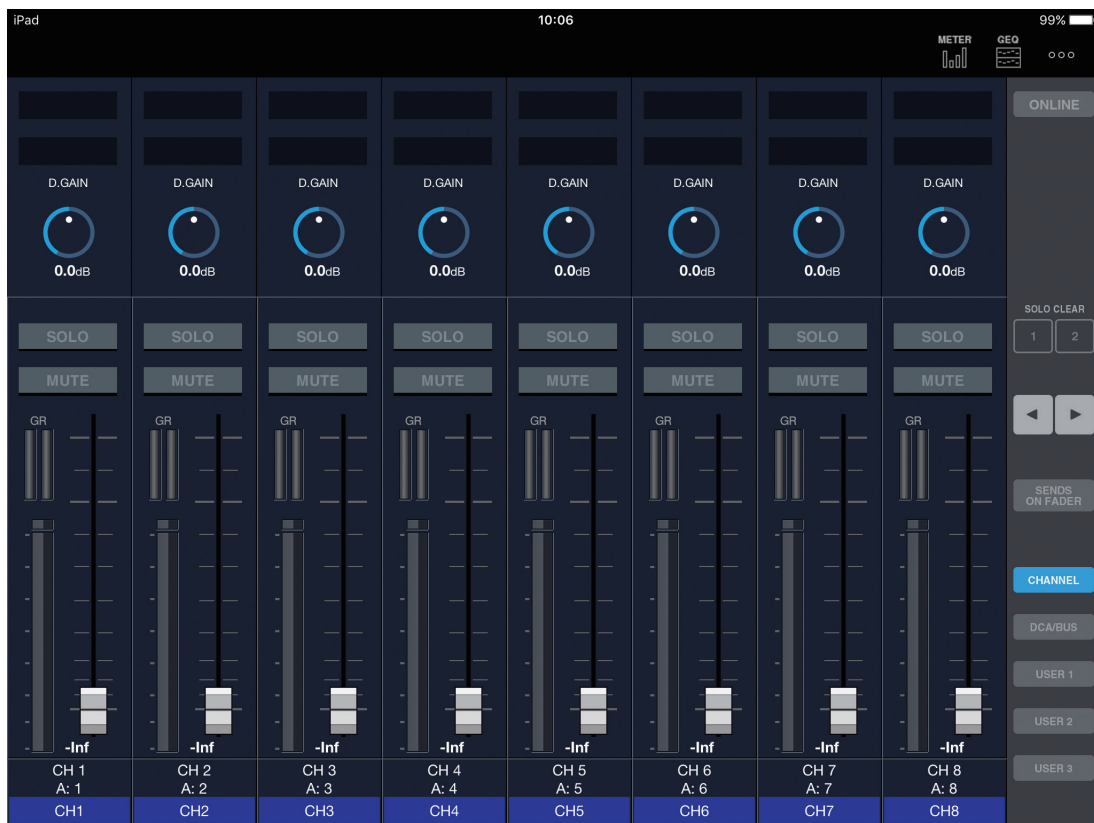 iPad 10:06 99%
METER GEQ
ONLINE
D.GAIN D.GAIN D.GAIN D.GAIN D.GAIN D.GAIN D.GAIN D.GAIN
0.0dB 0.0dB 0.0dB 0.0dB 0.0dB 0.0dB 0.0dB 0.0dB
SOLO CLEAR
SOLO SOLO SOLO SOLO SOLO SOLO SOLO SOLO 1 2
MUTE MUTE MUTE MUTE MUTE MUTE MUTE MUTE
GR GR GR GR GR GR GR GR
SENDS
ON FADER
CHANNEL
DCA/BUS
USER 1
USER 2
-Inf -Inf -Inf -Inf -Inf -Inf -Inf -Inf
CH 1 CH 2 CH 3 CH 4 CH 5 CH 6 CH 7 CH 8 USER 3
A: 1 A: 2 A: 3 A: 4 A: 5 A: 6 A: 7 A: 8
CH1 CH2 CH3 CH4 CH5 CH6 CH7 CH8